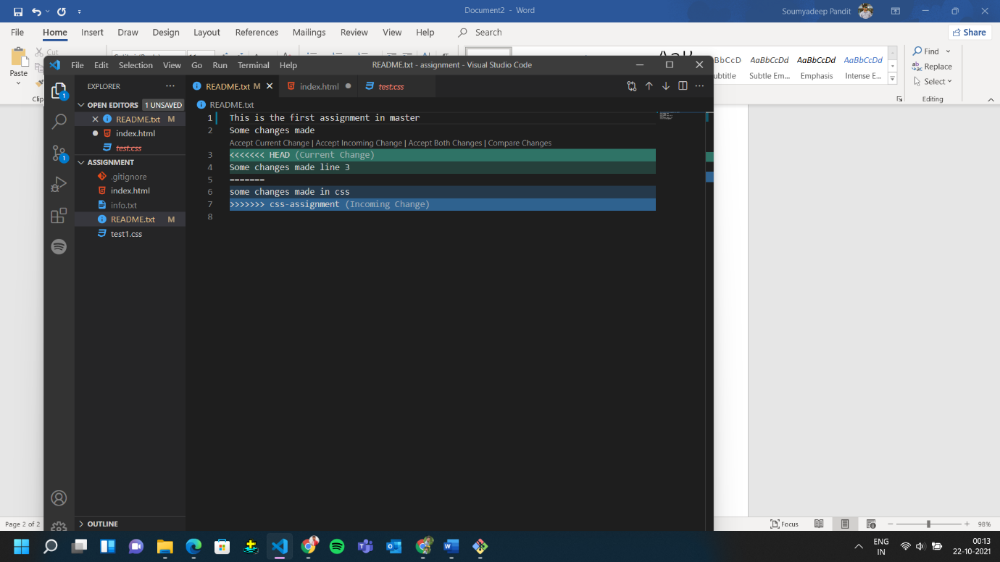 Document2 - Word
Soumyadeep Pandit
File Home Insert Draw Design Layout References Mailings Review View Help Search
Share
Paste
Cut
Find
Replace
Select
Editing
AaBbCcDd AaBbCcDd AaBbCcDd
Subtle Em... Emphasis Intense E...
File Edit Selection View Go Run Terminal Help
README.txt - assignment - Visual Studio Code
EXPLORER
README.txt M index.html test.css
OPEN EDITORS 1 UNSAVED
README.txt M
index.html
test.css
ASSIGNMENT
.gitignore
index.html
info.txt
README.txt M
test1.css
OUTLINE
1
1
README.txt
1 This is the first assignment in master
2 Some changes made
Accept Current Change | Accept Incoming Change | Accept Both Changes | Compare Changes
3 <<<<<<< HEAD (Current Change)
4 Some changes made line 3
5 =======
6 some changes made in css
7 >>>>>>> css-assignment (Incoming Change)
8
Page 2 of 2
Focus
98%
ENG
IN
00:13
22-10-2021